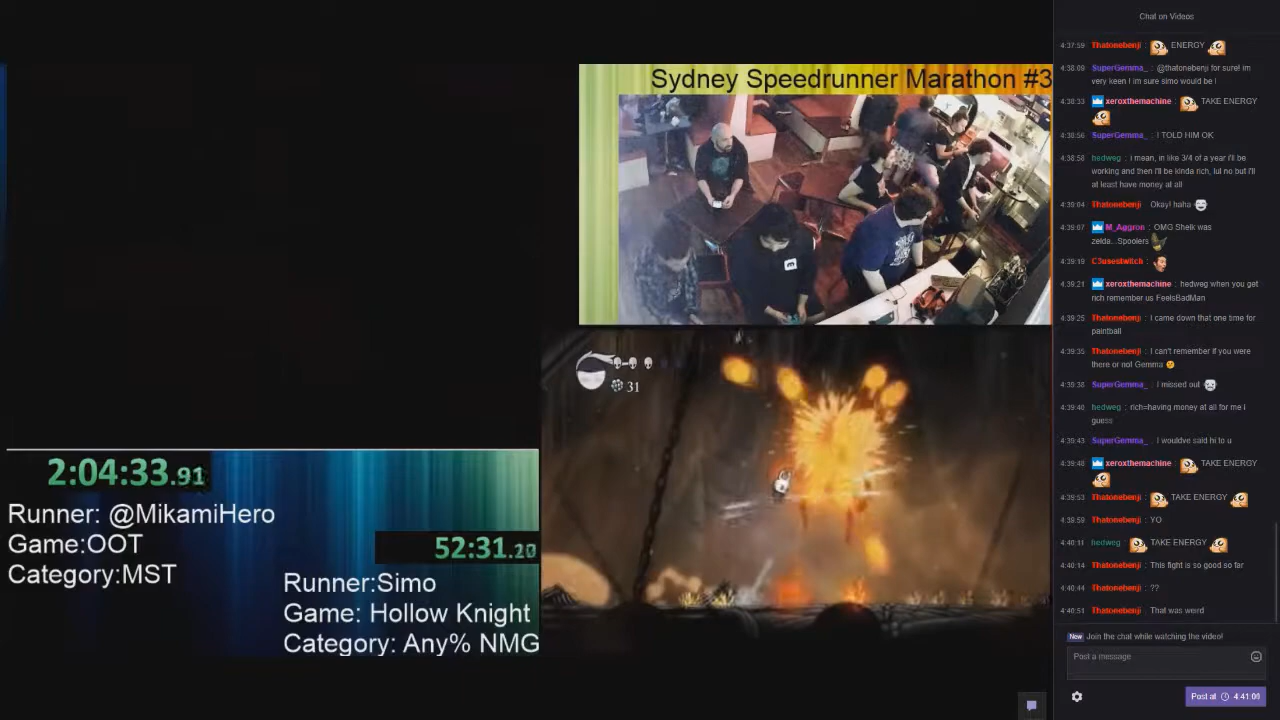 Sydney Speedrunner Marathon #3
31
2:04:33.91
Runner: @MikamiHero
Game:OOT
Category:MST
52:31.20
Runner:Simo
Game: Hollow Knight
Category: Any% NMG
Chat on Videos
4:37:59 Thatonebenji : ENERGY
4:38:09 SuperGemma_ : @thatonebenji for sure! im
very keen ! im sure simo would be !
4:38:33 xeroxthemachine : TAKE ENERGY
4:38:56 SuperGemma_ : I TOLD HIM OK
4:38:58 hedweg : i mean, in like 3/4 of a year i'll be
working and then i'll be kinda rich, lul no but i'll
at least have money at all
4:39:04 Thatonebenji : Okay! haha
4:39:07 M_Aggron : OMG Sheik was
zelda...Spoilers
4:39:19 C3usestwitch :
4:39:21 xeroxthemachine : hedweg when you get
rich remember us FeelsBadMan
4:39:25 Thatonebenji : I came down that one time for
paintball
4:39:35 Thatonebenji : I can't remember if you were
there or not Gemma
4:39:38 SuperGemma_ : I missed out
4:39:40 hedweg : rich=having money at all for me I
guess
4:39:43 SuperGemma_ : I wouldve said hi to u
4:39:48 xeroxthemachine : TAKE ENERGY
4:39:53 Thatonebenji : TAKE ENERGY
4:39:59 Thatonebenji : YO
4:40:11 hedweg : TAKE ENERGY
4:40:14 Thatonebenji : This fight is so good so far
4:40:44 Thatonebenji : ??
4:40:51 Thatonebenji : That was weird
New Join the chat while watching the video!
Post a message
Post at 4:41:00